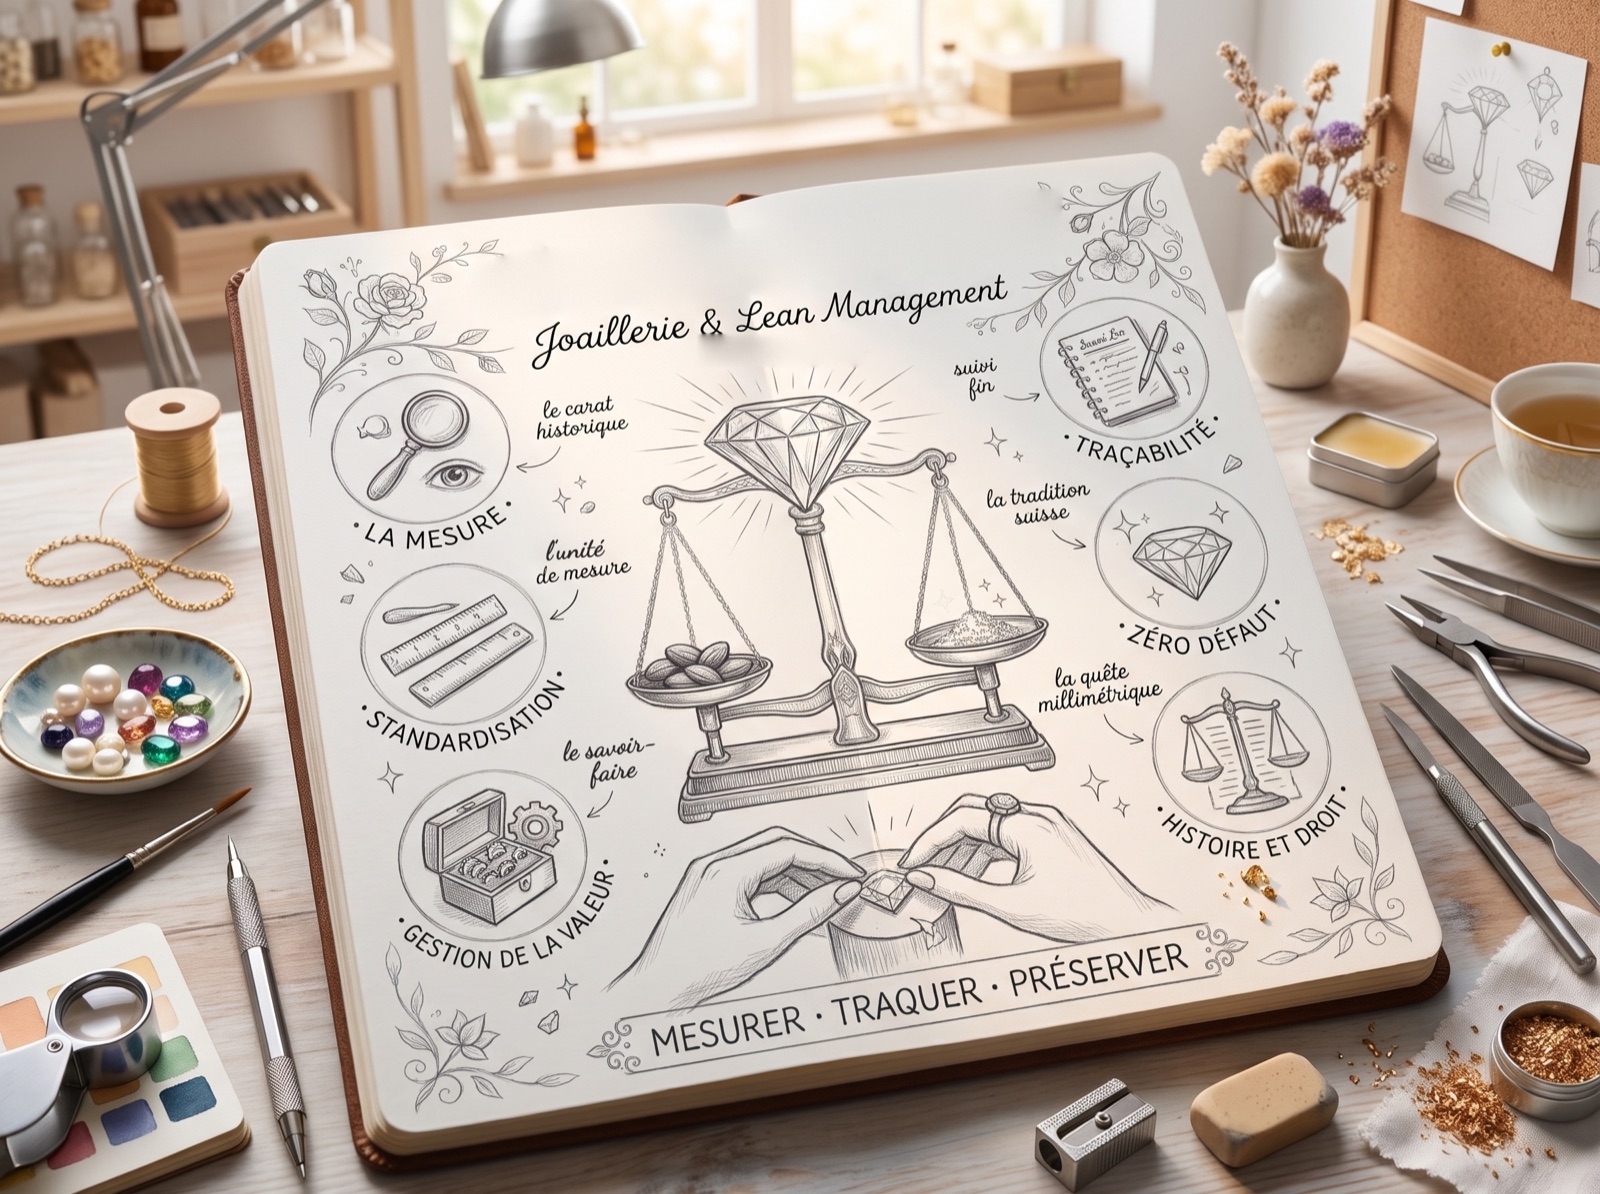 Joaillerie & Lean Management
le carat
historique
· LA MESURE ·
l'unité
de mesure
· STANDARDISATION ·
le savoir-
faire
· GESTION DE LA VALEUR ·
suivi
fin
· TRAÇABILITÉ ·
la tradition
suisse
· ZÉRO DÉFAUT ·
la quête
millimétrique
· HISTOIRE ET DROIT ·
MESURER · TRAQUER · PRÉSERVER